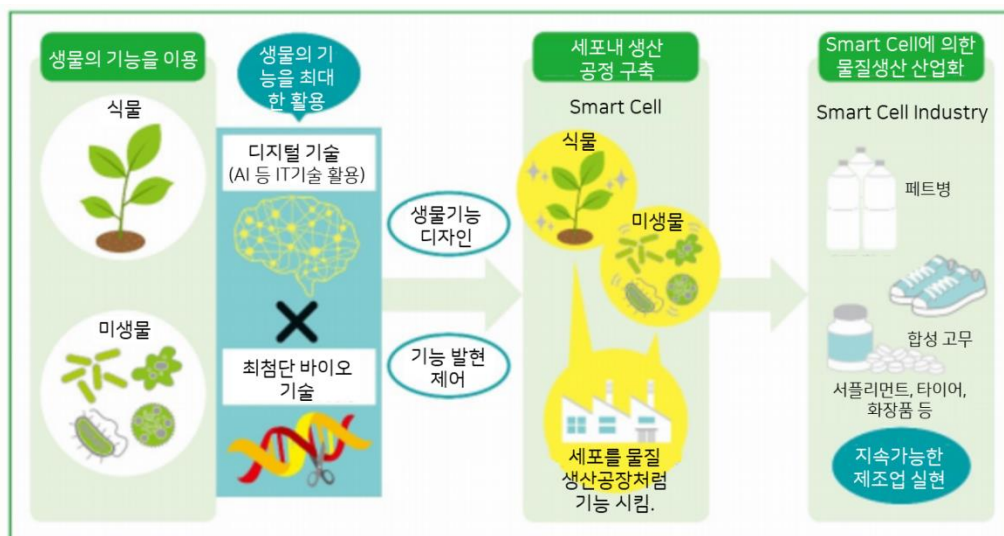 생물의 기능을 이용
식물
미생물
생물의 기
능을 최대
한 활용
디지털 기술
(AI 등 IT기술 활용)
최첨단 바이오
기술
생물기능
디자인
기능 발현
제어
세포내 생산
공정 구축
Smart Cell
식물
미생물
세포를 물질
생산공장처럼
기능 시킴.
Smart Cell에 의한
물질생산 산업화
Smart Cell Industry
페트병
합성 고무
서플리먼트, 타이어,
화장품 등
지속가능한
제조업 실현